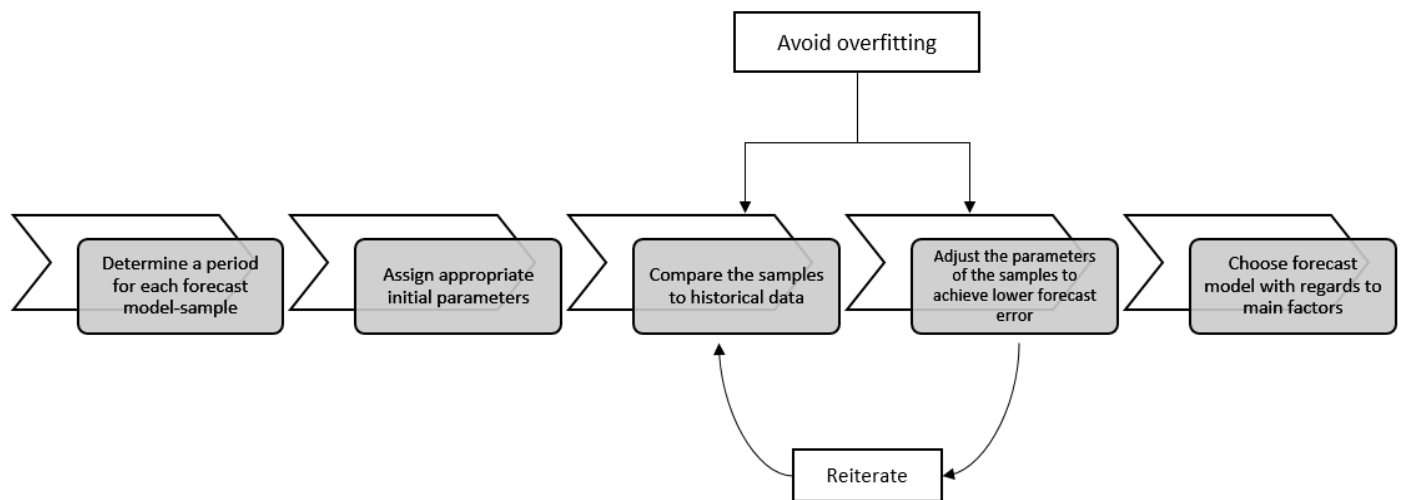 Avoid overfitting
Determine a period
for each forecast
model-sample
Assign appropriate
initial parameters
Compare the samples
to historical data
Adjust the parameters
of the samples to
achieve lower forecast
error
Choose forecast
model with regards to
main factors
Reiterate